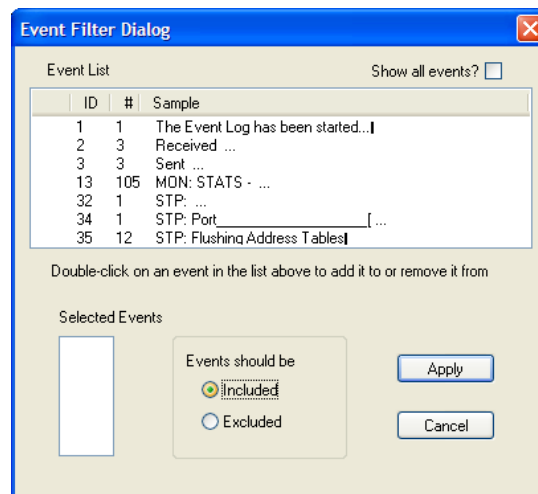 Event Filter Dialog
Event List Show all events?
ID # Sample
1 1 The Event Log has been started...
2 3 Received ...
3 3 Sent ...
13 105 MON: STATS - ...
32 1 STP: ...
34 1 STP: Port____________________[ ...
35 12 STP: Flushing Address Tables
Double-click on an event in the list above to add it to or remove it from
Selected Events
Events should be
Included
Excluded
Apply
Cancel